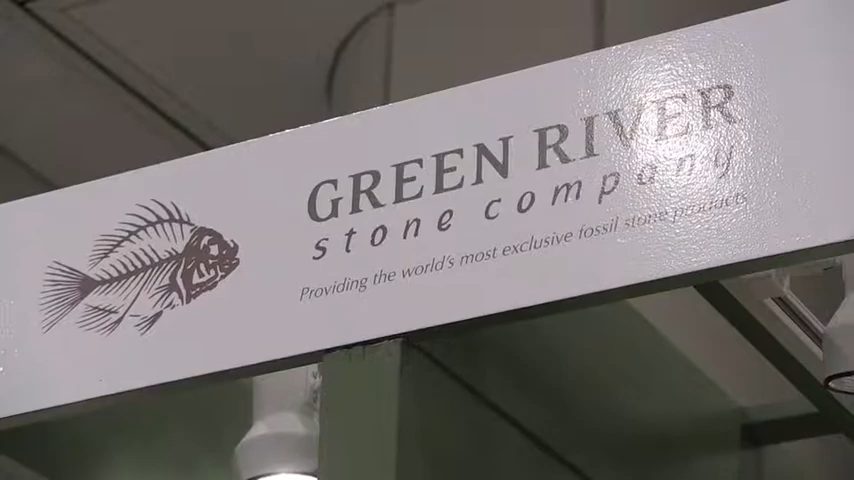 GREEN RIVER
stone company
Providing the world's most exclusive fossil stone products